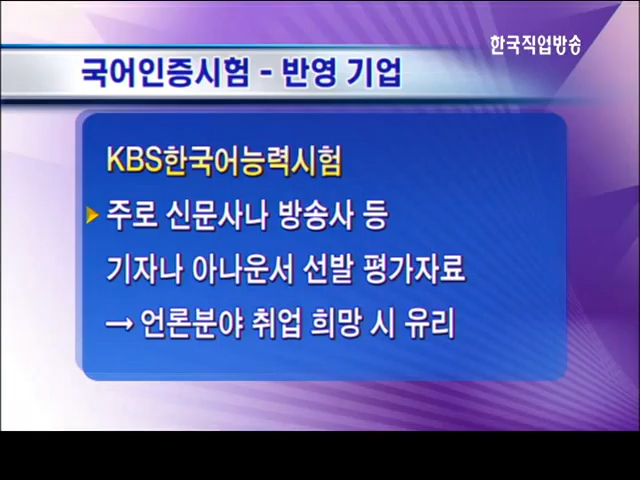 한국직업방송
국어인증시험 - 반영 기업
KBS한국어능력시험
▶ 주로 신문사나 방송사 등
기자나 아나운서 선발 평가자료
→ 언론분야 취업 희망 시 유리